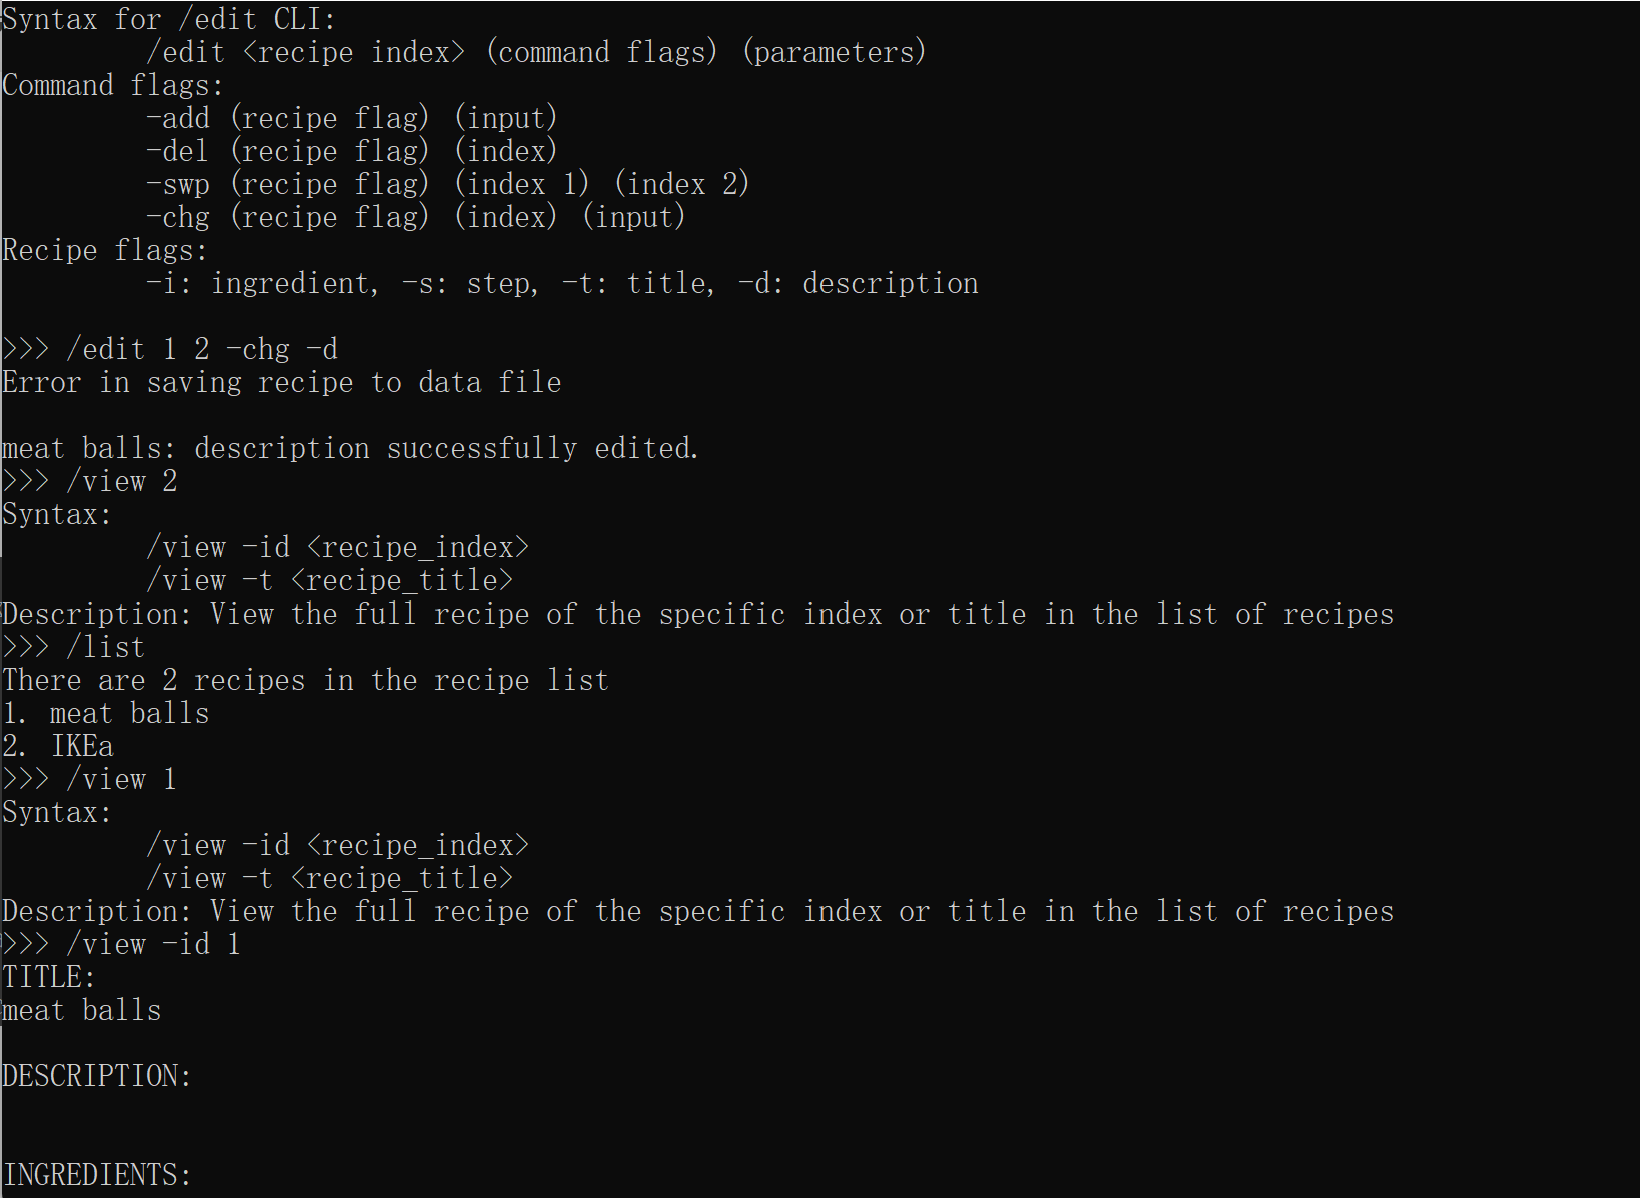 Syntax for /edit CLI:
/edit <recipe index> (command flags) (parameters)
Command flags:
-add (recipe flag) (input)
-del (recipe flag) (index)
-swp (recipe flag) (index 1) (index 2)
-chg (recipe flag) (index) (input)
Recipe flags:
-i: ingredient, -s: step, -t: title, -d: description
>>> /edit 1 2 -chg -d
Error in saving recipe to data file
meat balls: description successfully edited.
>>> /view 2
Syntax:
/view -id <recipe_index>
/view -t <recipe_title>
Description: View the full recipe of the specific index or title in the list of recipes
>>> /list
There are 2 recipes in the recipe list
1. meat balls
2. IKEa
>>> /view 1
Syntax:
/view -id <recipe_index>
/view -t <recipe_title>
Description: View the full recipe of the specific index or title in the list of recipes
>>> /view -id 1
TITLE:
meat balls
DESCRIPTION:
INGREDIENTS: